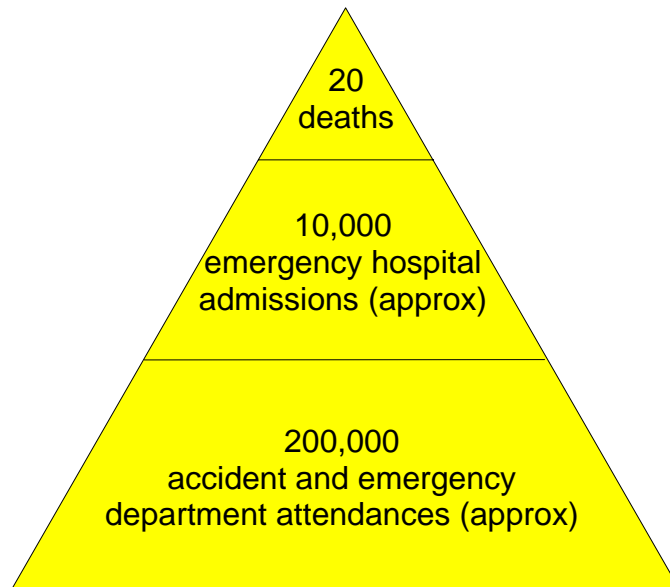 20
deaths
10,000
emergency hospital
admissions (approx)
200,000
accident and emergency
department attendances (approx)